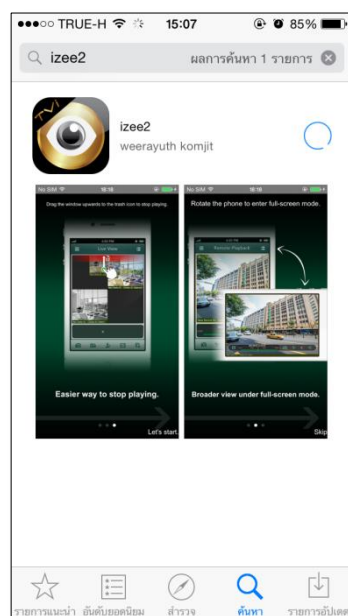 TRUE-H 15:07 85%
izee2 ผลการค้นหา 1 รายการ
TVi
izee2
weerayuth komjit
No SIM 16:16
Drag the window upwards to the trash icon to stop playing.
Live View
Easier way to stop playing.
Let's start.
No SIM 16:16
Rotate the phone to enter full-screen mode.
Remote Playback
Broader view under full-screen mode.
Skip
รายการแนะนำ อันดับยอดนิยม สำรวจ ค้นหา รายการอัปเดต